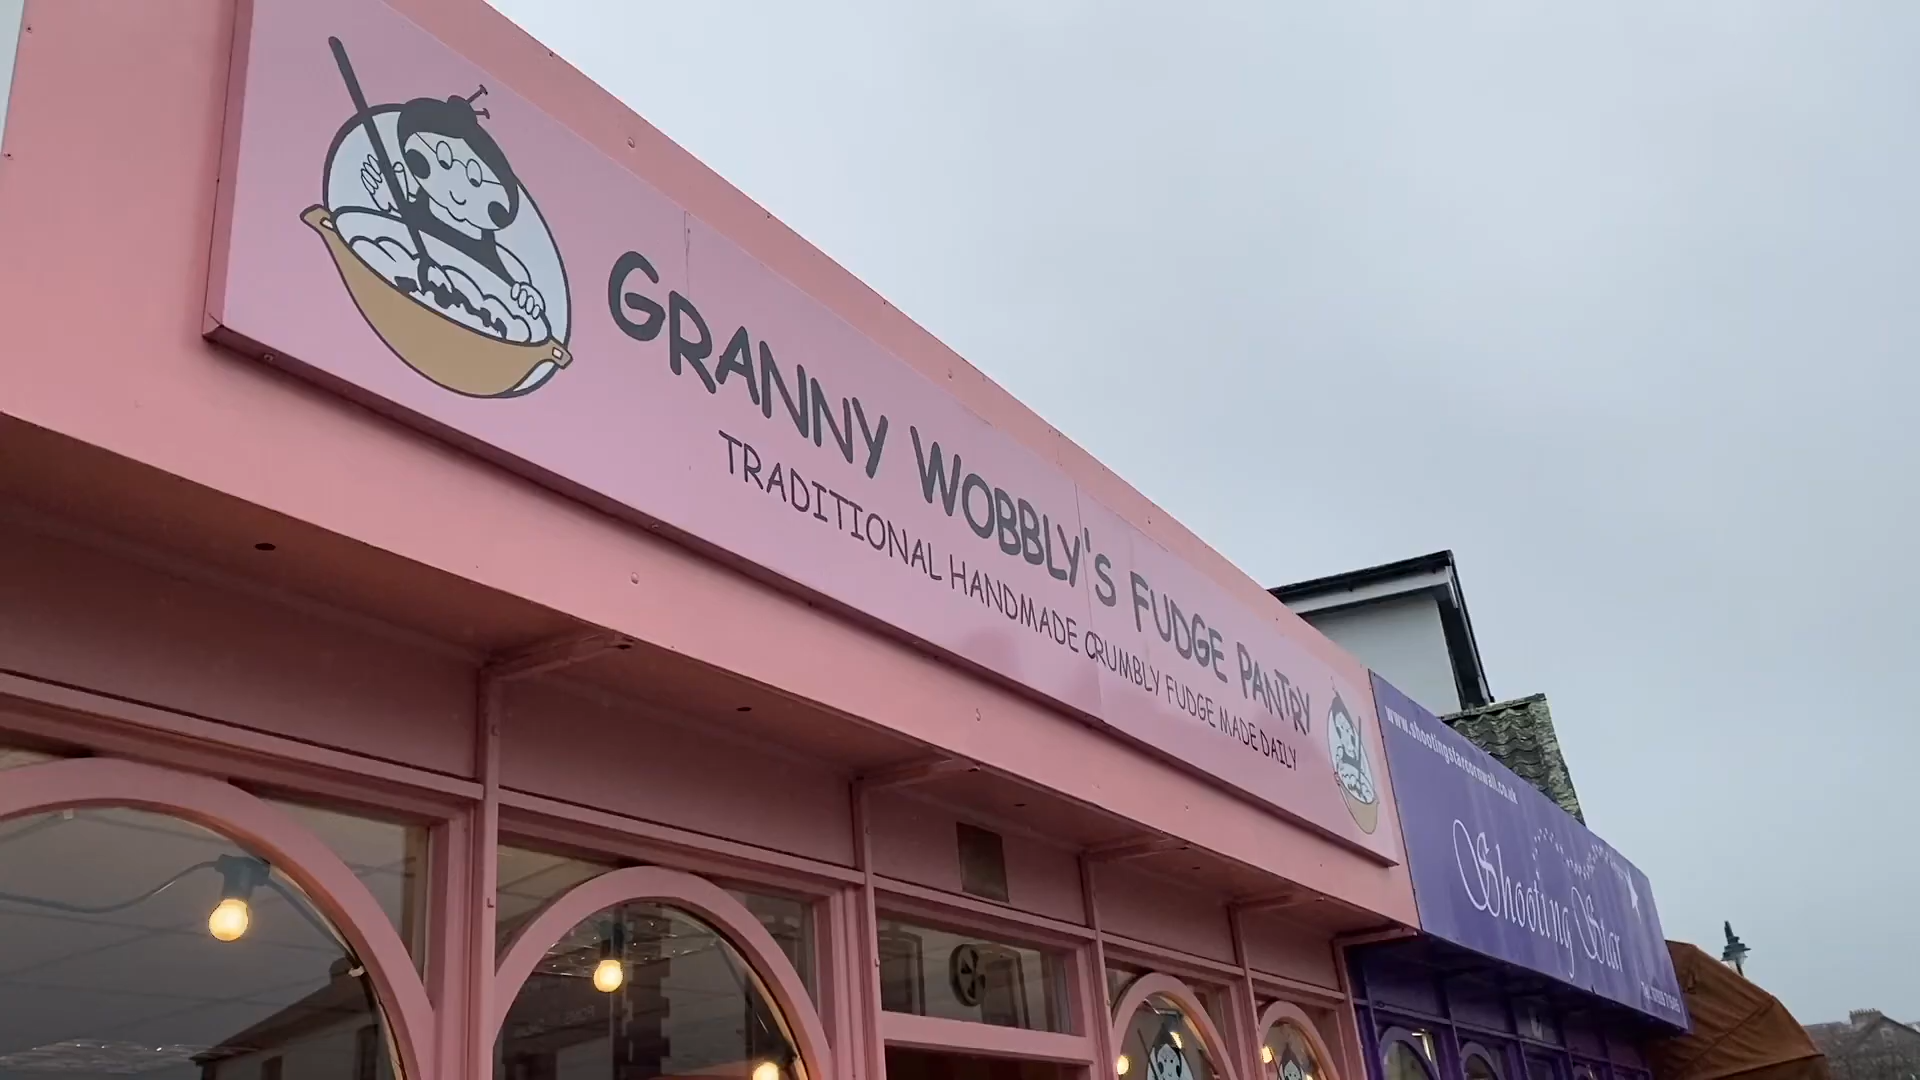 GRANNY WOBBLY'S FUDGE PANTRY
TRADITIONAL HANDMADE CRUMBLY FUDGE MADE DAILY
www.shootingstarcornwall.co.uk
Shooting Star